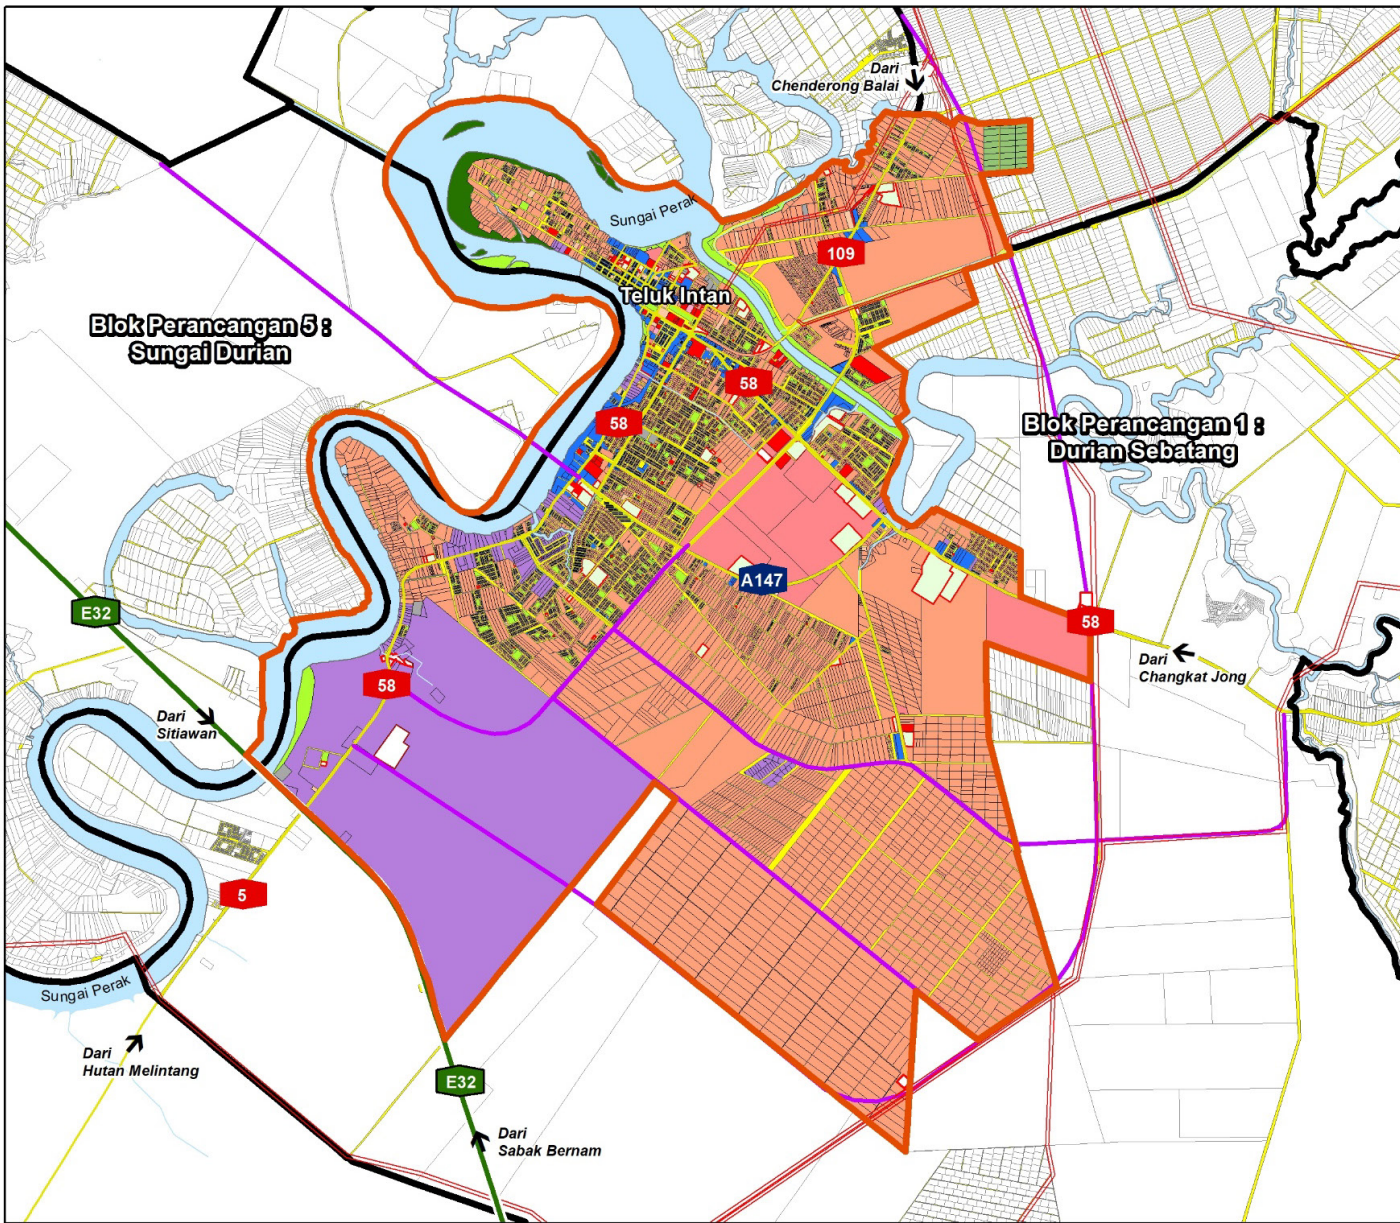 Dari
Chenderong Balai
Sungai Perak
109
Teluk Intan
Blok Perancangan 5 :
Sungai Durian
58
58
Blok Perancangan 1 :
Durian Sebatang
A147
E32
58
Dari
Changkat Jong
58
Dari
Sitiawan
5
Sungai Perak
Dari
Hutan Melintang
E32
Dari
Sabak Bernam